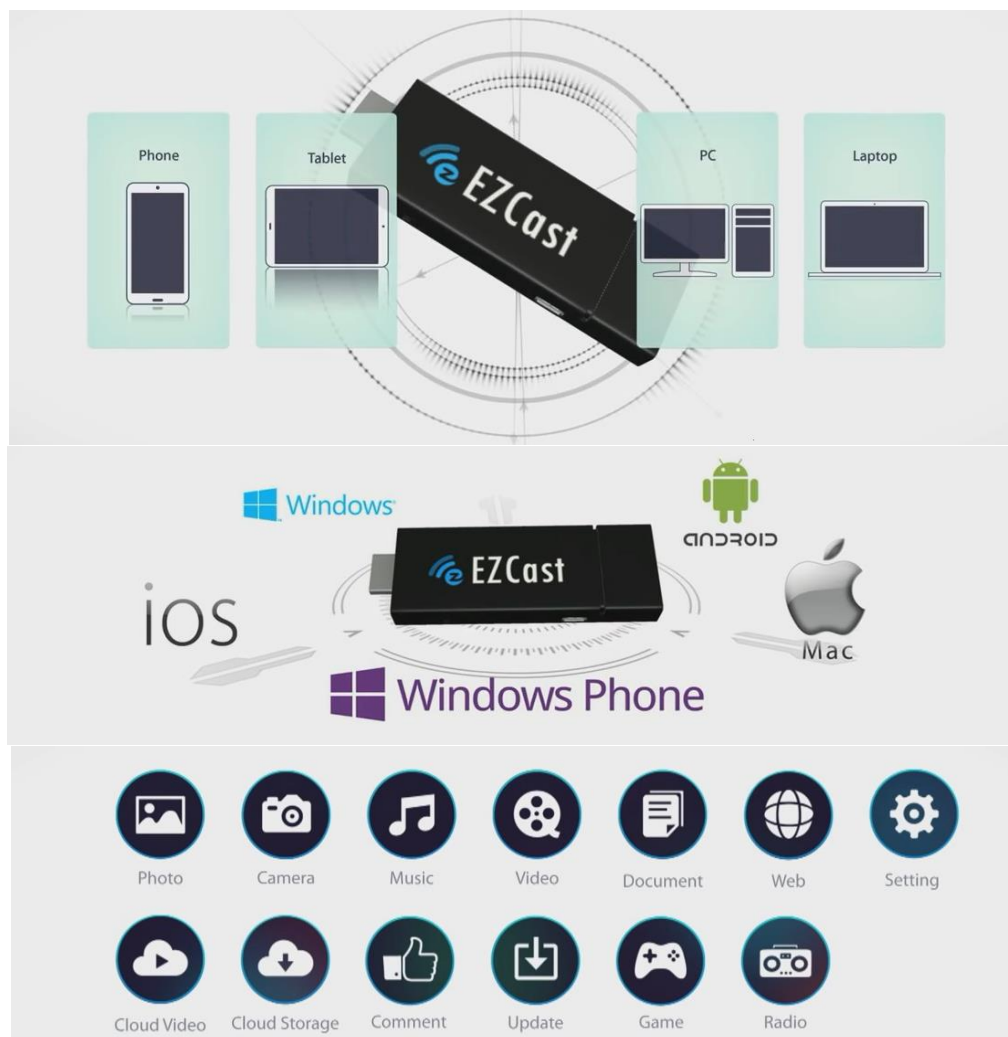 Phone
Tablet
PC
Laptop
EZCast
Windows
ANDROID
EZCast
iOS
Mac
Windows Phone
Photo
Camera
Music
Video
Document
Web
Setting
Cloud Video
Cloud Storage
Comment
Update
Game
Radio